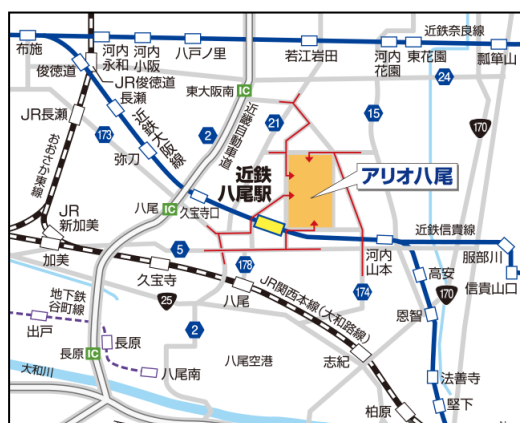 近鉄奈良線
布施
河内永和
河内小阪
八戸ノ里
若江岩田
河内花園
東花園
瓢箪山
俊徳道
JR俊徳道
長瀬
JR長瀬
おおさか東線
近鉄大阪線
弥刀
173
2
東大阪南
IC
近畿自動車道
21
15
24
170
近鉄八尾駅
アリオ八尾
八尾
IC
久宝寺口
JR新加美
加美
5
久宝寺
25
178
八尾
JR関西本線(大和路線)
174
河内山本
近鉄信貴線
服部川
信貴山口
高安
170
恩智
地下鉄谷町線
出戸
長原
長原
IC
八尾南
2
八尾空港
志紀
大和川
法善寺
堅下
柏原